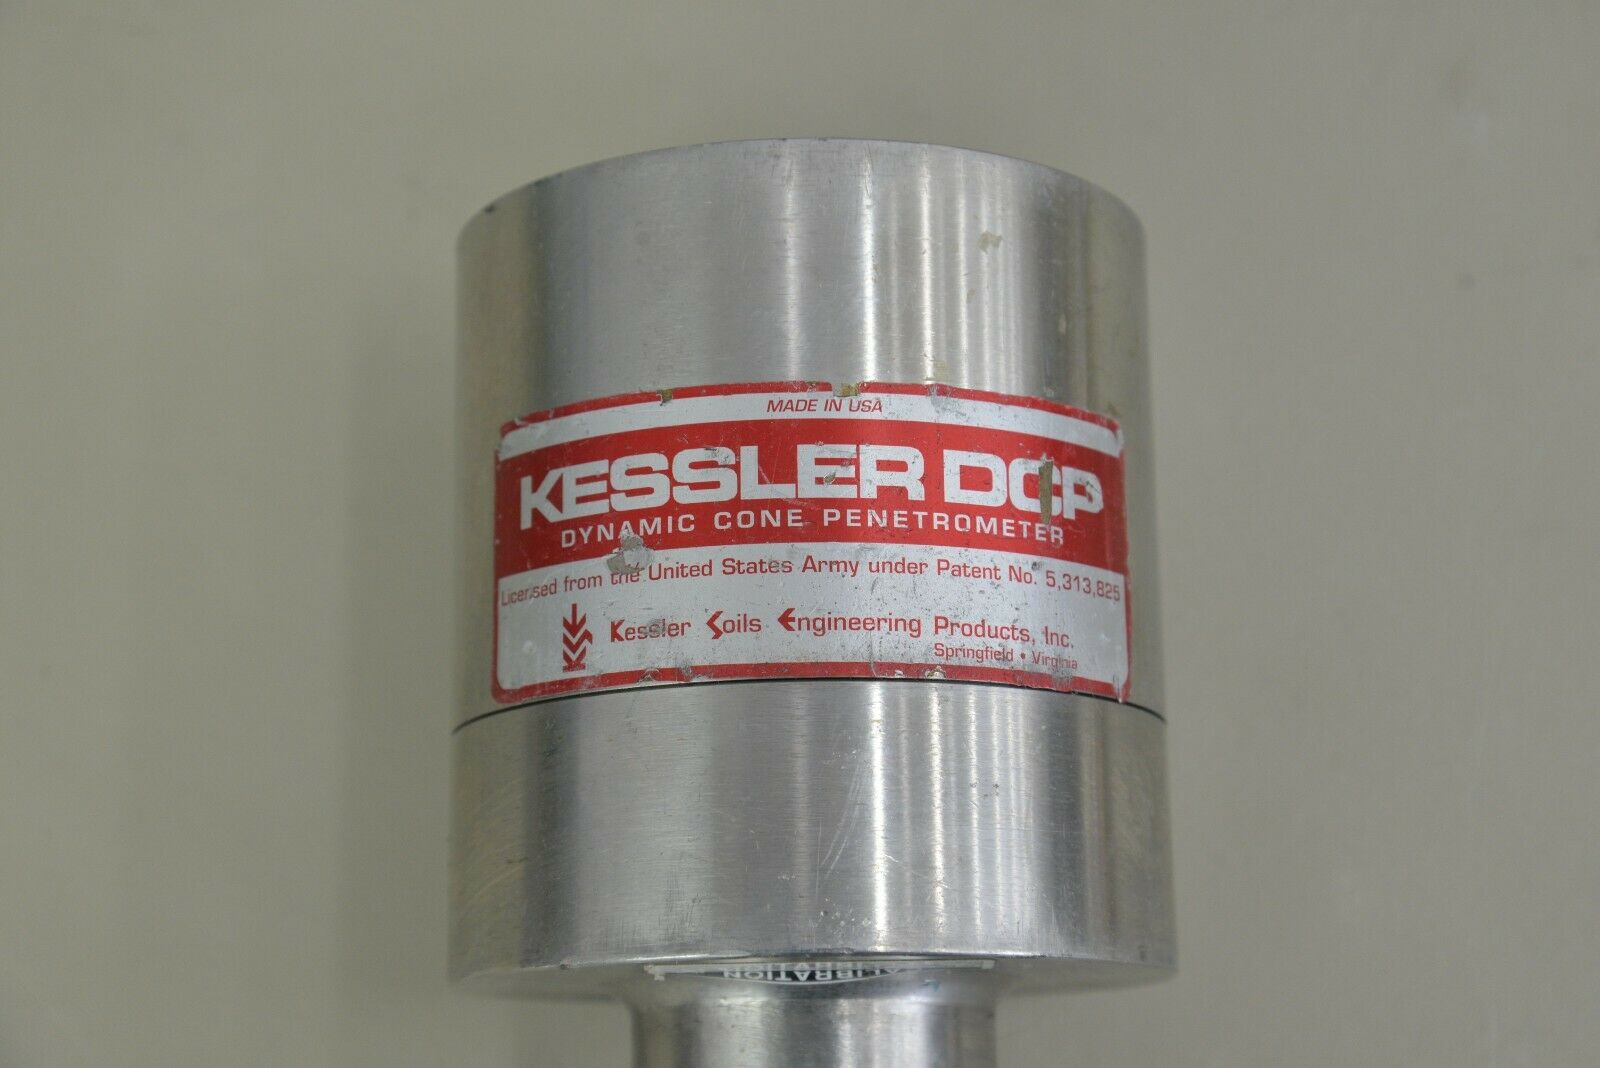 MADE IN USA
KESSLER DCP
DYNAMIC CONE PENETROMETER
Licensed from the United States Army under Patent No. 5,313,825
Kessler Soils Engineering Products, Inc.
Springfield • Virginia
CALIBRATION